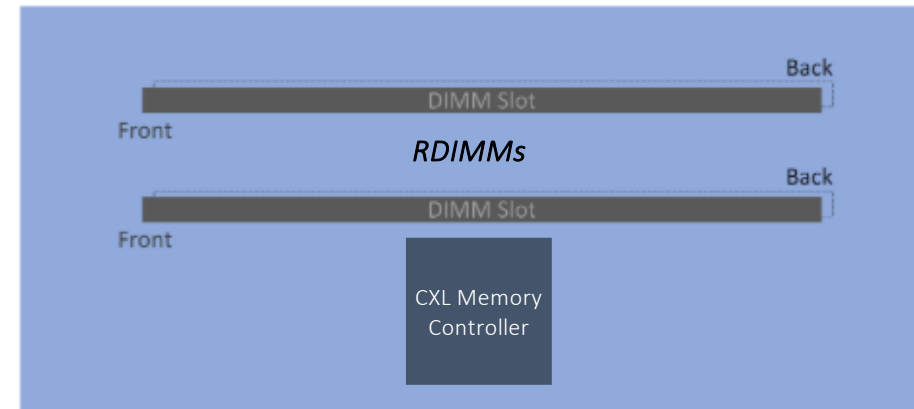 Back
DIMM Slot
Front
RDIMMs
Back
DIMM Slot
Front
CXL Memory
Controller